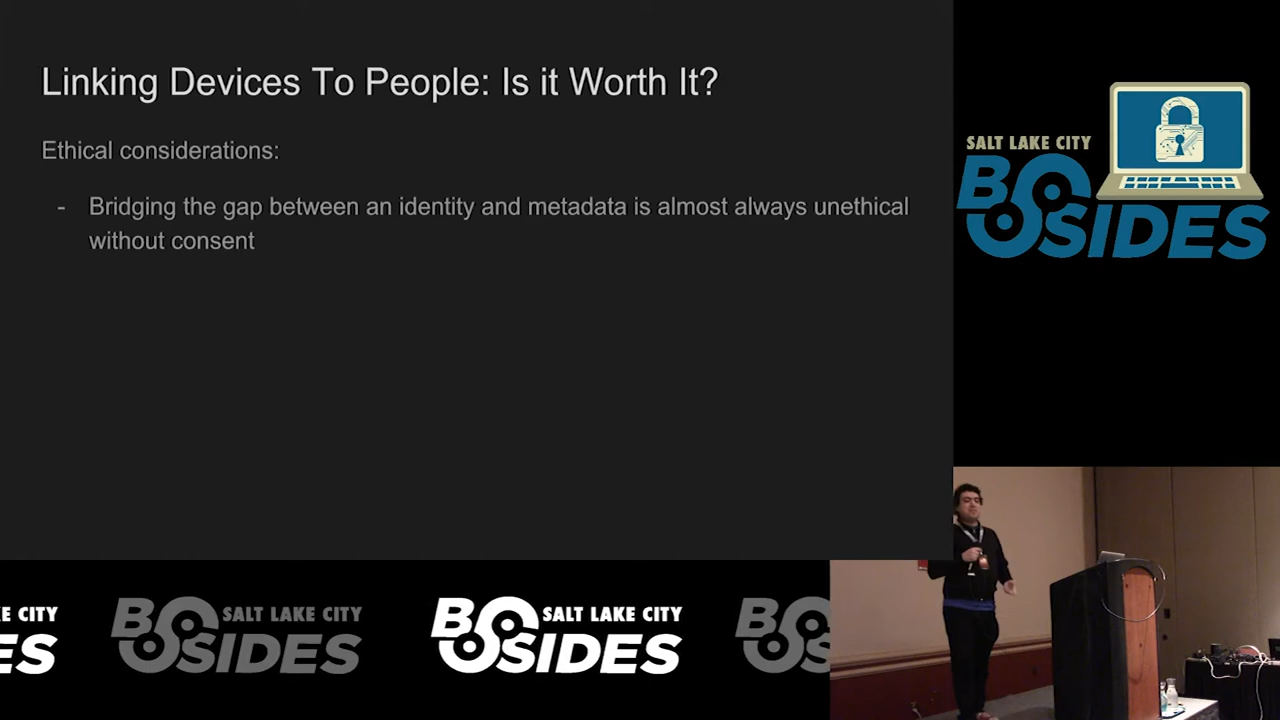 Linking Devices To People: Is it Worth It?
Ethical considerations:
- Bridging the gap between an identity and metadata is almost always unethical
without consent
SALT LAKE CITY
BSIDES
KE CITY
ES
SALT LAKE CITY
BSIDES
SALT LAKE CITY
BSIDES
B